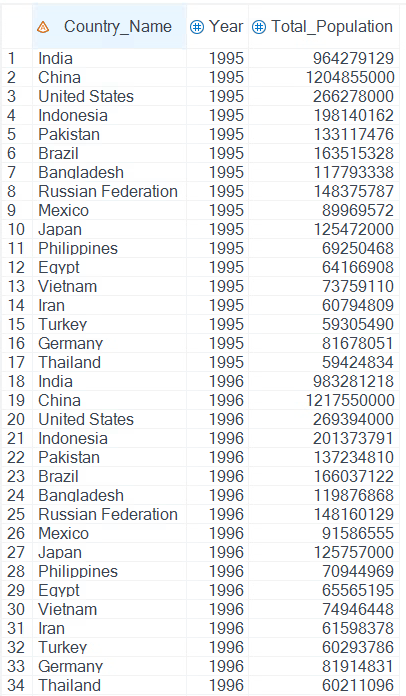 Country_Name Year Total_Population
1 India 1995 964279129
2 China 1995 1204855000
3 United States 1995 266278000
4 Indonesia 1995 198140162
5 Pakistan 1995 133117476
6 Brazil 1995 163515328
7 Bangladesh 1995 117793338
8 Russian Federation 1995 148375787
9 Mexico 1995 89969572
10 Japan 1995 125472000
11 Philippines 1995 69250468
12 Egypt 1995 64166908
13 Vietnam 1995 73759110
14 Iran 1995 60794809
15 Turkey 1995 59305490
16 Germany 1995 81678051
17 Thailand 1995 59424834
18 India 1996 983281218
19 China 1996 1217550000
20 United States 1996 269394000
21 Indonesia 1996 201373791
22 Pakistan 1996 137234810
23 Brazil 1996 166037122
24 Bangladesh 1996 119876868
25 Russian Federation 1996 148160129
26 Mexico 1996 91586555
27 Japan 1996 125757000
28 Philippines 1996 70944969
29 Egypt 1996 65565195
30 Vietnam 1996 74946448
31 Iran 1996 61598378
32 Turkey 1996 60293786
33 Germany 1996 81914831
34 Thailand 1996 60211096